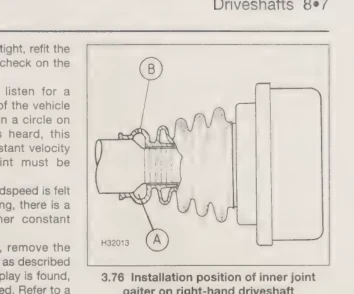 Driveshafts 8•7
tight, refit the
check on the
listen for a
of the vehicle
n a circle on
heard, this
stant velocity
int must be
dspeed is felt
ng, there is a
ner constant
, remove the
as described
play is found,
ed. Refer to a
B
A
H32013
3.76 Installation position of inner joint
gaiter on right-hand driveshaft